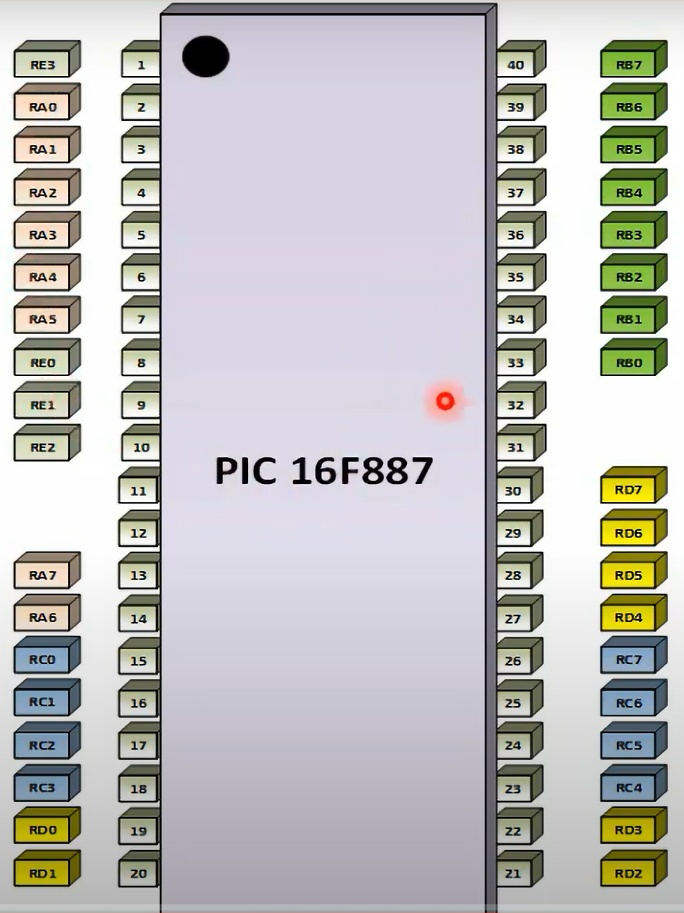 RE3 1 40 RB7
RA0 2 39 RB6
RA1 3 38 RB5
RA2 4 37 RB4
RA3 5 36 RB3
RA4 6 35 RB2
RA5 7 34 RB1
RE0 8 33 RB0
RE1 9 32
RE2 10 31
PIC 16F887
11 30 RD7
12 29 RD6
RA7 13 28 RD5
RA6 14 27 RD4
RC0 15 26 RC7
RC1 16 25 RC6
RC2 17 24 RC5
RC3 18 23 RC4
RD0 19 22 RD3
RD1 20 21 RD2